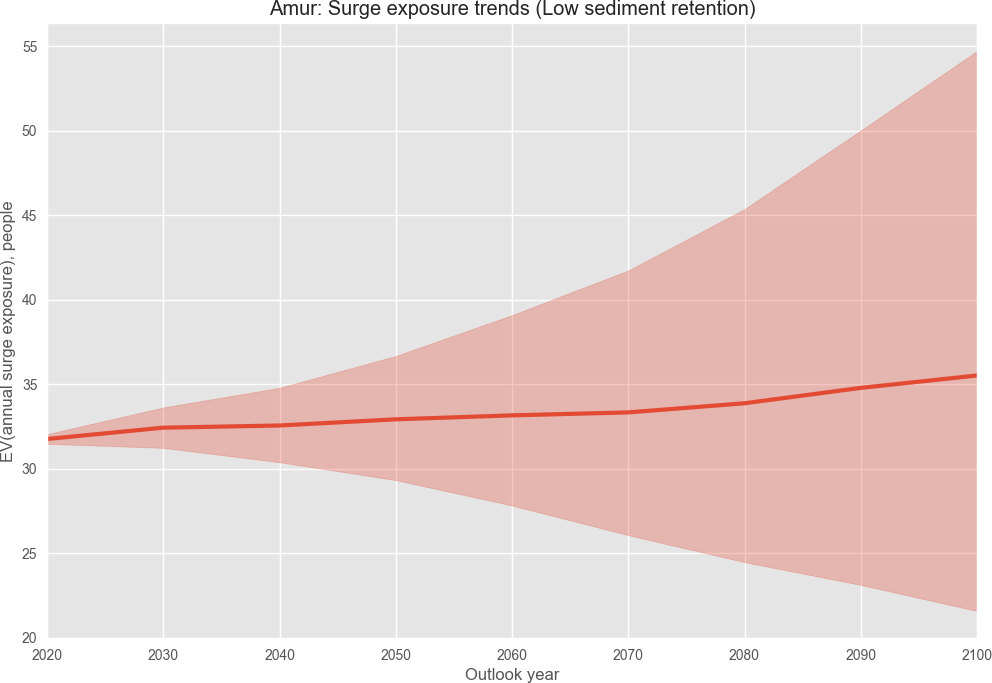 Amur: Surge exposure trends (Low sediment retention)
EV(annual surge exposure), people
55
50
45
40
35
30
25
20
2020 2030 2040 2050 2060 2070 2080 2090 2100
Outlook year